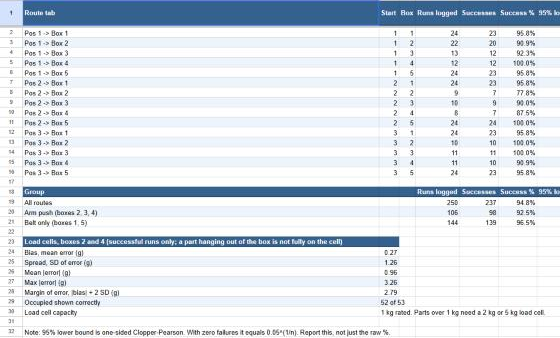 1 Route tab Start Box Runs logged Successes Success % 95% lo
2 Pos 1 -> Box 1 1 1 24 23 95.8%
3 Pos 1 -> Box 2 1 2 22 20 90.9%
4 Pos 1 -> Box 3 1 3 13 12 92.3%
5 Pos 1 -> Box 4 1 4 12 12 100.0%
6 Pos 1 -> Box 5 1 5 24 23 95.8%
7 Pos 2 -> Box 1 2 1 24 23 95.8%
8 Pos 2 -> Box 2 2 2 9 7 77.8%
9 Pos 2 -> Box 3 2 3 10 9 90.0%
10 Pos 2 -> Box 4 2 4 8 7 87.5%
11 Pos 2 -> Box 5 2 5 24 24 100.0%
12 Pos 3 -> Box 1 3 1 24 23 95.8%
13 Pos 3 -> Box 2 3 2 10 10 100.0%
14 Pos 3 -> Box 3 3 3 11 11 100.0%
15 Pos 3 -> Box 4 3 4 11 10 90.9%
16 Pos 3 -> Box 5 3 5 24 23 95.8%
17
18 Group Runs logged Successes Success % 95% lo
19 All routes 250 237 94.8%
20 Arm push (boxes 2, 3, 4) 106 98 92.5%
21 Belt only (boxes 1, 5) 144 139 96.5%
22
23 Load cells, boxes 2 and 4 (successful runs only; a part hanging out of the box is not fully on the cell)
24 Bias, mean error (g) 0.27
25 Spread, SD of error (g) 1.26
26 Mean |error| (g) 0.96
27 Max |error| (g) 3.26
28 Margin of error, |bias| + 2 SD (g) 2.79
29 Occupied shown correctly 52 of 53
30 Load cell capacity 1 kg rated. Parts over 1 kg need a 2 kg or 5 kg load cell.
31
32 Note: 95% lower bound is one-sided Clopper-Pearson. With zero failures it equals 0.05^(1/n). Report this, not just the raw %.